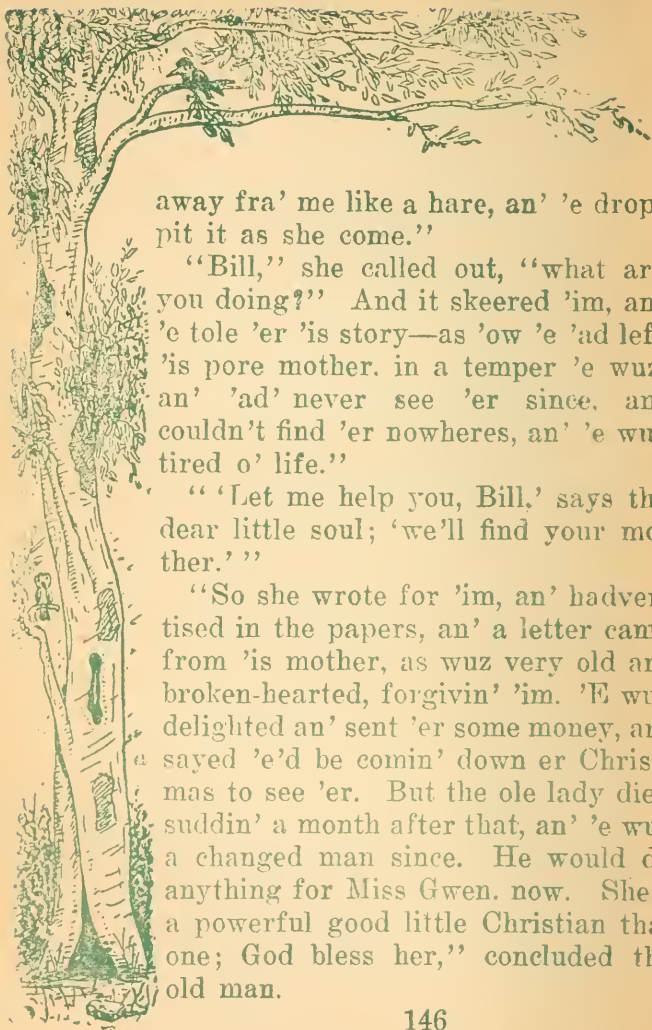 away fra' me like a hare, an' 'e drop
pit it as she come."
"Bill," she called out, "what ar
you doing?" And it skeered 'im, an
'e tole 'er 'is story—as 'ow 'e 'ad lef
'is pore mother. in a temper 'e wuz
an' 'ad' never see 'er since. an
couldn't find 'er nowheres, an' 'e wu
tired o' life."
" 'Let me help you, Bill,' says th
dear little soul; 'we'll find your mo
ther.' "
"So she wrote for 'im, an' hadver
tised in the papers, an' a letter cam
from 'is mother, as wuz very old an
broken-hearted, forgivin' 'im. 'E wu
delighted an' sent 'er some money, an
sayed 'e'd be comin' down er Christ
mas to see 'er. But the ole lady die
suddin' a month after that, an' 'e wu
a changed man since. He would d
anything for Miss Gwen. now. She'
a powerful good little Christian tha
one; God bless her," concluded th
old man.
146